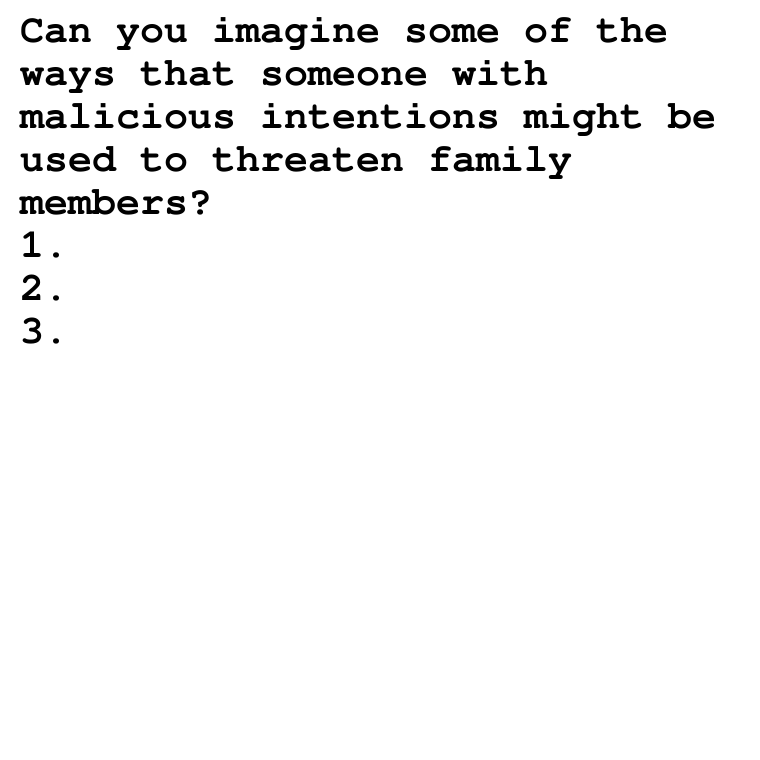 Can you imagine some of the
ways that someone with
malicious intentions might be
used to threaten family
members?
1.
2.
3.